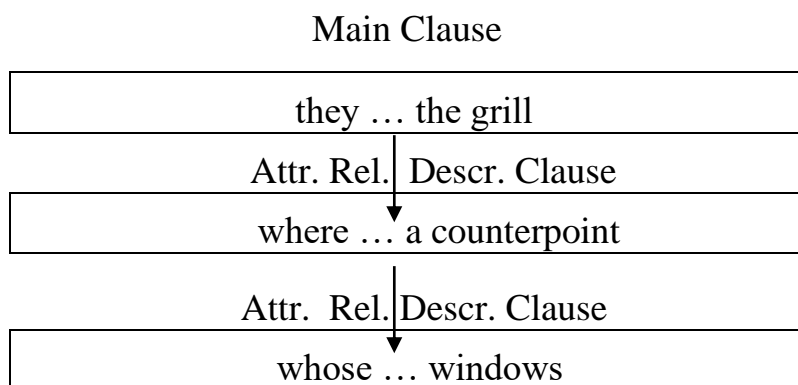 Main Clause
they … the grill
Attr. Rel. Descr. Clause
where … a counterpoint
Attr. Rel. Descr. Clause
whose … windows